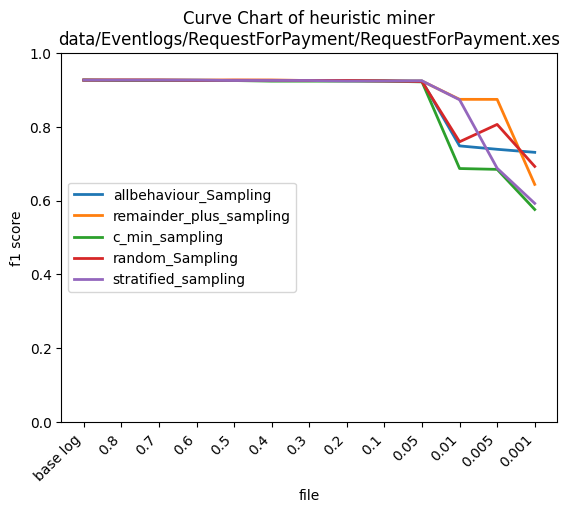 Curve Chart of heuristic miner
data/Eventlogs/RequestForPayment/RequestForPayment.xes
1.0
0.8
0.6
0.4
0.2
0.0
f1 score
allbehaviour_Sampling
remainder_plus_sampling
c_min_sampling
random_Sampling
stratified_sampling
base log
0.8
0.7
0.6
0.5
0.4
0.3
0.2
0.1
0.05
0.01
0.005
0.001
file